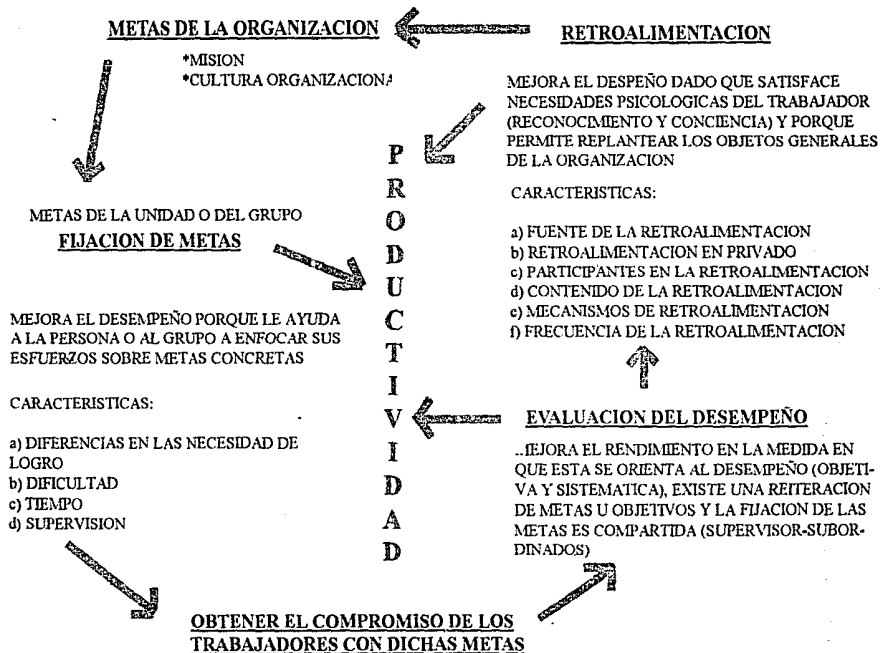 METAS DE LA ORGANIZACION
*MISION
*CULTURA ORGANIZACIONA
METAS DE LA UNIDAD O DEL GRUPO
FIJACION DE METAS
MEJORA EL DESEMPEÑO PORQUE LE AYUDA
A LA PERSONA O AL GRUPO A ENFOCAR SUS
ESFUERZOS SOBRE METAS CONCRETAS
CARACTERISTICAS:
a) DIFERENCIAS EN LAS NECESIDAD DE
LOGRO
b) DIFICULTAD
c) TIEMPO
d) SUPERVISION
OBTENER EL COMPROMISO DE LOS
TRABAJADORES CON DICHAS METAS
P
R
O
D
U
C
T
I
V
I
D
A
D
RETROALIMENTACION
MEJORA EL DESPEÑO DADO QUE SATISFACE
NECESIDADES PSICOLOGICAS DEL TRABAJADOR
(RECONOCIMIENTO Y CONCIENCIA) Y PORQUE
PERMITE REPLANTEAR LOS OBJETOS GENERALES
DE LA ORGANIZACION
CARACTERISTICAS:
a) FUENTE DE LA RETROALIMENTACION
b) RETROALIMENTACION EN PRIVADO
c) PARTICIPANTES EN LA RETROALIMENTACION
d) CONTENIDO DE LA RETROALIMENTACION
e) MECANISMOS DE RETROALIMENTACION
f) FRECUENCIA DE LA RETROALIMENTACION
EVALUACION DEL DESEMPEÑO
..IEJORA EL RENDIMIENTO EN LA MEDIDA EN
QUE ESTA SE ORIENTA AL DESEMPEÑO (OBJETI-
VA Y SISTEMATICA), EXISTE UNA REITERACION
DE METAS U OBJETIVOS Y LA FIJACION DE LAS
METAS ES COMPARTIDA (SUPERVISOR-SUBOR-
DINADOS)